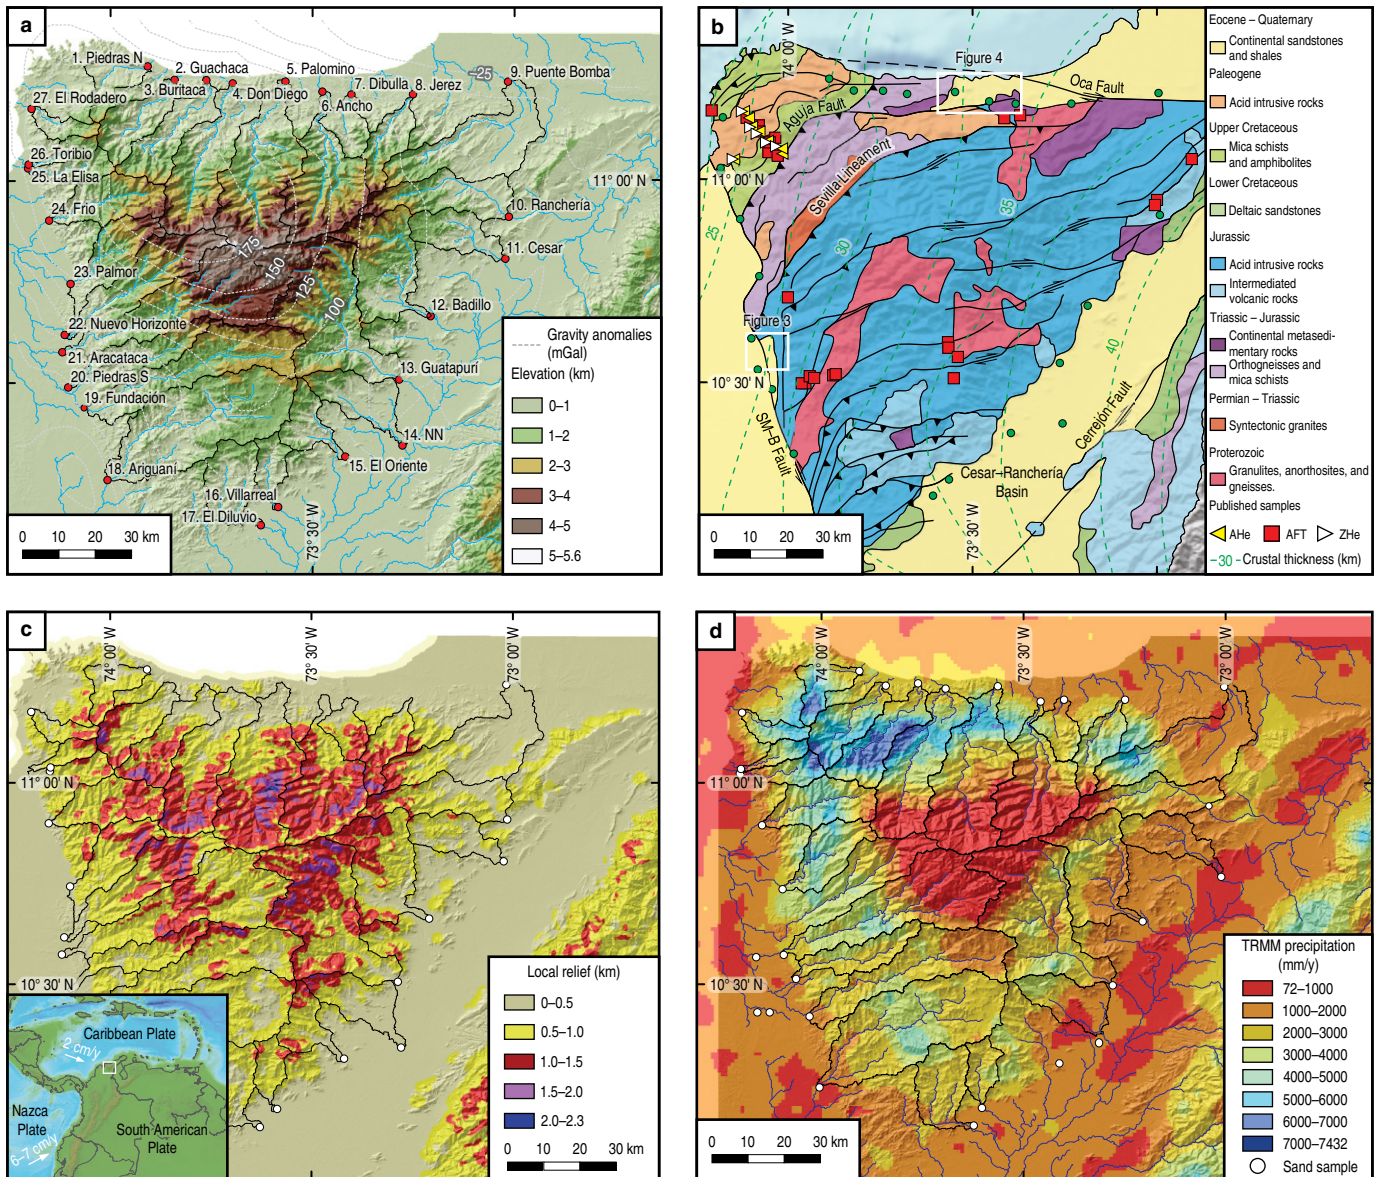 a
1. Piedras N
2. Guachaca
3. Buritaca
4. Don Diego
5. Palomino
6. Ancho
7. Dibulla
8. Jerez
~25
9. Puente Bomba
27. El Rodadero
26. Toribio
25. La Elisa
24. Frio
23. Palmor
22. Nuevo Horizonte
21. Aracataca
20. Piedras S
19. Fundación
18. Ariguaní
16. Villarreal
17. El Diluvio
15. El Oriente
14. NN
13. Guatapurí
12. Badillo
11. Cesar
10. Ranchería
11° 00' N
175
150
125
100
73° 30' W
Gravity anomalies
(mGal)
Elevation (km)
0–1
1–2
2–3
3–4
4–5
5–5.6
0 10 20 30 km
b
74° 00' W
Figure 4
Oca Fault
Aguja Fault
Sevilla Lineament
11° 00' N
25
30
35
40
Figure 3
10° 30' N
SM–B Fault
Cerrejón Fault
Cesar–Ranchería
Basin
73° 30' W
0 10 20 30 km
Eocene – Quaternary
Continental sandstones
and shales
Paleogene
Acid intrusive rocks
Upper Cretaceous
Mica schists
and amphibolites
Lower Cretaceous
Deltaic sandstones
Jurassic
Acid intrusive rocks
Intermediated
volcanic rocks
Triassic – Jurassic
Continental metasedi-
mentary rocks
Orthogneisses and
mica schists
Permian – Triassic
Syntectonic granites
Proterozoic
Granulites, anorthosites, and
gneisses.
Published samples
AHe AFT ZHe
30 Crustal thickness (km)
c
74° 00' W
73° 30' W
73° 00' W
11° 00' N
10° 30' N
Local relief (km)
0–0.5
0.5–1.0
1.0–1.5
1.5–2.0
2.0–2.3
0 10 20 30 km
Caribbean Plate
2 cm/y
Nazca
Plate
South American
Plate
6–7 cm/y
d
74° 00' W
73° 30' W
73° 00' W
11° 00' N
10° 30' N
TRMM precipitation
(mm/y)
72–1000
1000–2000
2000–3000
3000–4000
4000–5000
5000–6000
6000–7000
7000–7432
Sand sample
0 10 20 30 km